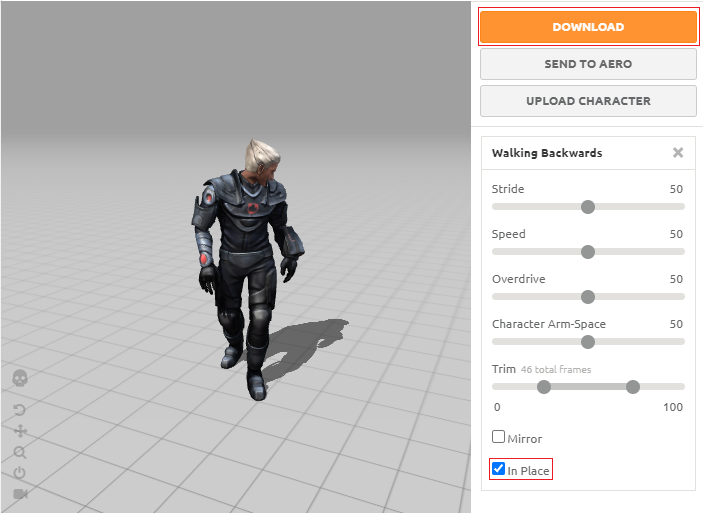 DOWNLOAD
SEND TO AERO
UPLOAD CHARACTER
Walking Backwards
Stride 50
Speed 50
Overdrive 50
Character Arm-Space 50
Trim 46 total frames
0 100
Mirror
In Place